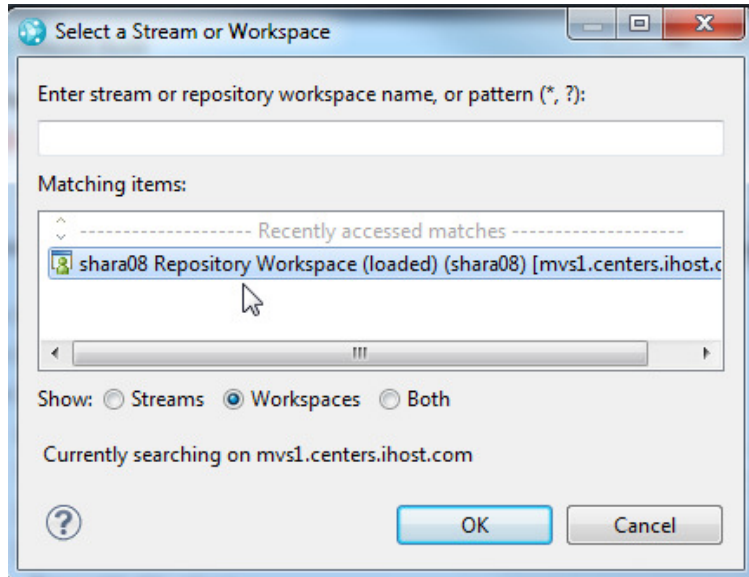 Select a Stream or Workspace
Enter stream or repository workspace name, or pattern (*, ?):
Matching items:
-------------------- Recently accessed matches --------------------
shara08 Repository Workspace (loaded) (shara08) [mvs1.centers.ihost.c
Show: Streams Workspaces Both
Currently searching on mvs1.centers.ihost.com
? OK Cancel